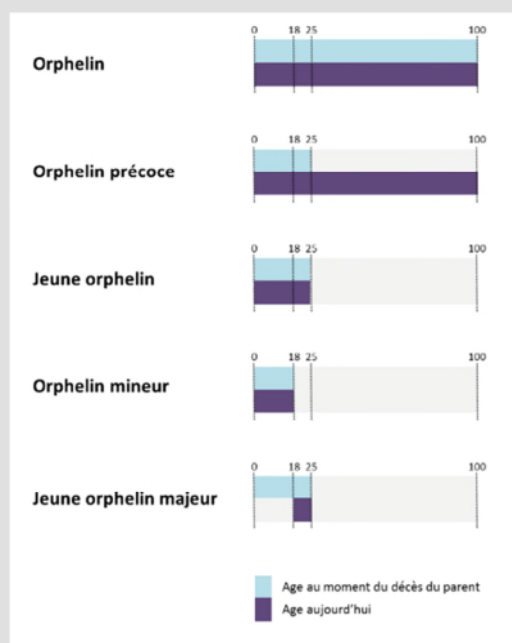 0 18 25 100
Orphelin
0 18 25 100
Orphelin précoce
0 18 25 100
Jeune orphelin
0 18 25 100
Orphelin mineur
0 18 25 100
Jeune orphelin majeur
Age au moment du décès du parent
Age aujourd'hui